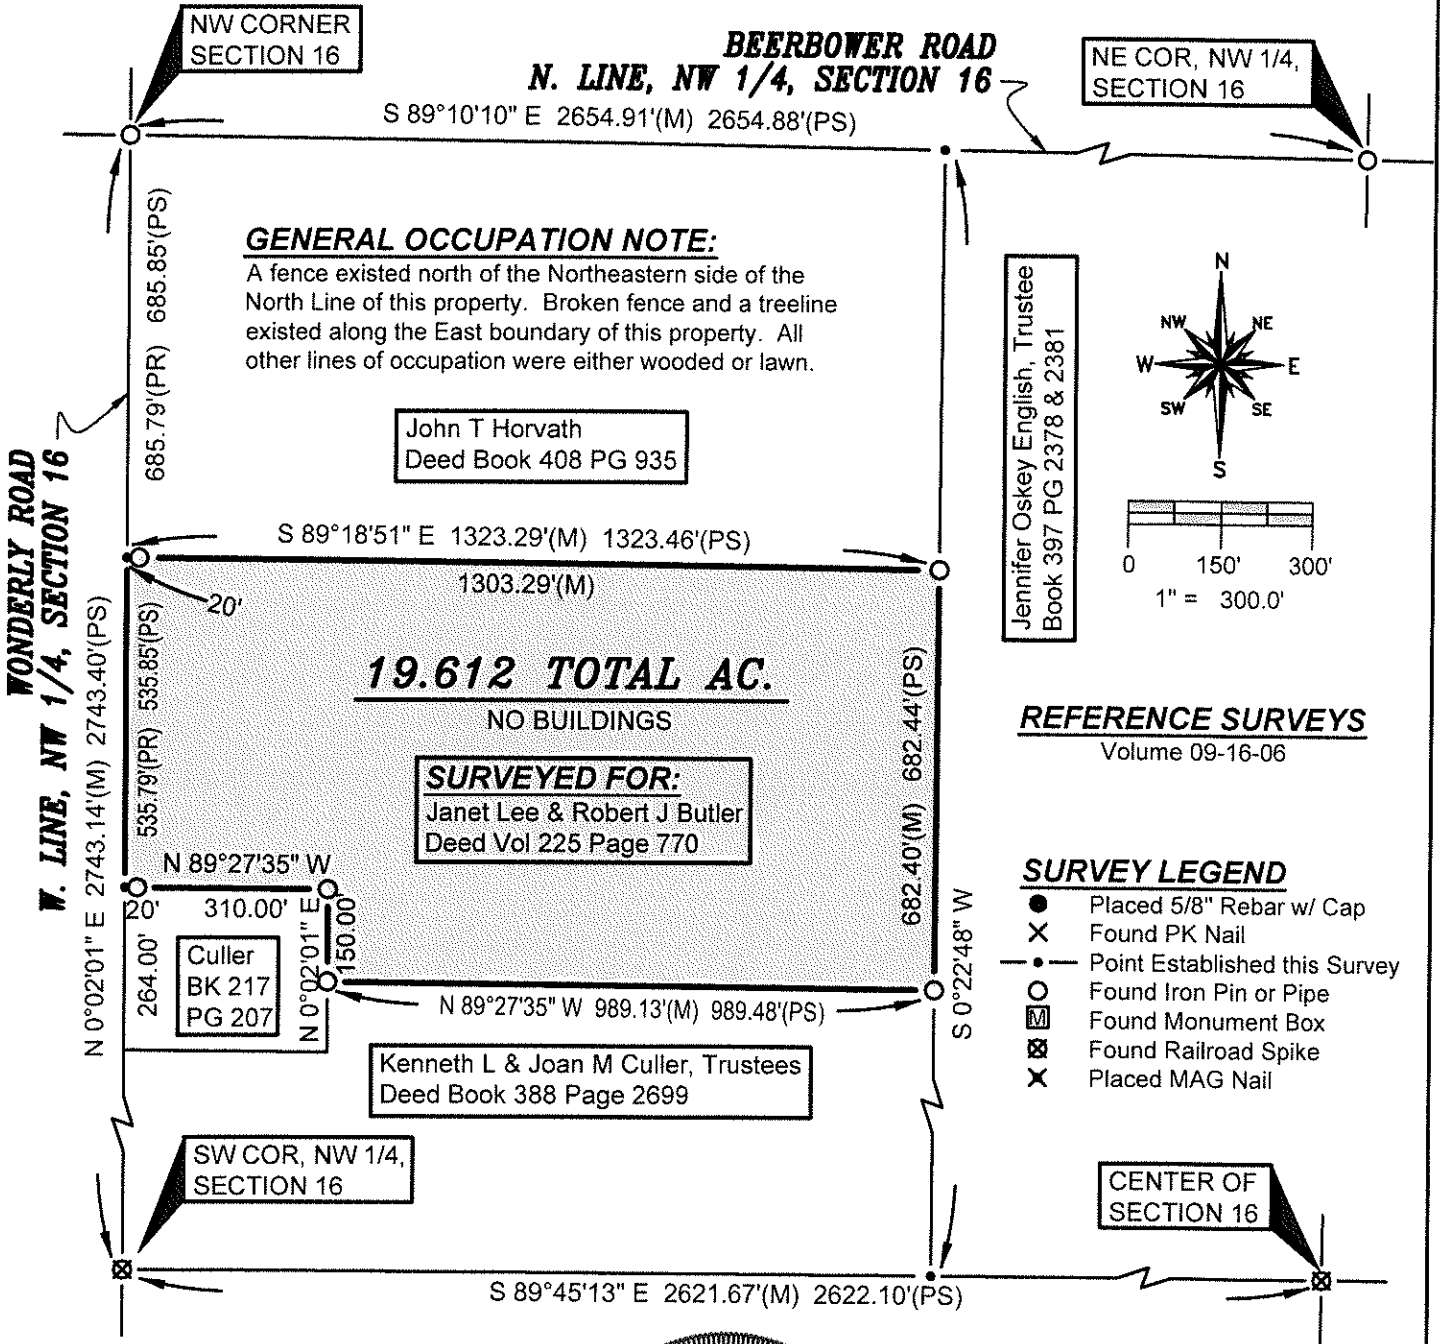 NW CORNER
SECTION 16
BEERBOWER ROAD
N. LINE, NW 1/4, SECTION 16
NE COR, NW 1/4,
SECTION 16
S 89°10'10" E 2654.91'(M) 2654.88'(PS)
685.79'(PR) 685.85'(PS)
GENERAL OCCUPATION NOTE:
A fence existed north of the Northeastern side of the
North Line of this property. Broken fence and a treeline
existed along the East boundary of this property. All
other lines of occupation were either wooded or lawn.
John T Horvath
Deed Book 408 PG 935
Jennifer Oskey English, Trustee
Book 397 PG 2378 & 2381
N
NW
NE
W
E
SW
SE
S
0 150' 300'
1" = 300.0'
WONDERLY ROAD
W. LINE, NW 1/4, SECTION 16
N 0°02'01" E 2743.14'(M) 2743.40'(PS)
S 89°18'51" E 1323.29'(M) 1323.46'(PS)
1303.29'(M)
20'
535.79'(PR) 535.85'(PS)
19.612 TOTAL AC.
NO BUILDINGS
SURVEYED FOR:
Janet Lee & Robert J Butler
Deed Vol 225 Page 770
682.40'(M) 682.44'(PS)
S 0°22'48" W
REFERENCE SURVEYS
Volume 09-16-06
N 89°27'35" W
20' 310.00'
N 0°02'01" E
150.00'
264.00'
Culler
BK 217
PG 207
N 89°27'35" W 989.13'(M) 989.48'(PS)
Kenneth L & Joan M Culler, Trustees
Deed Book 388 Page 2699
SURVEY LEGEND
Placed 5/8" Rebar w/ Cap
Found PK Nail
Point Established this Survey
Found Iron Pin or Pipe
M Found Monument Box
Found Railroad Spike
Placed MAG Nail
SW COR, NW 1/4,
SECTION 16
CENTER OF
SECTION 16
S 89°45'13" E 2621.67'(M) 2622.10'(PS)